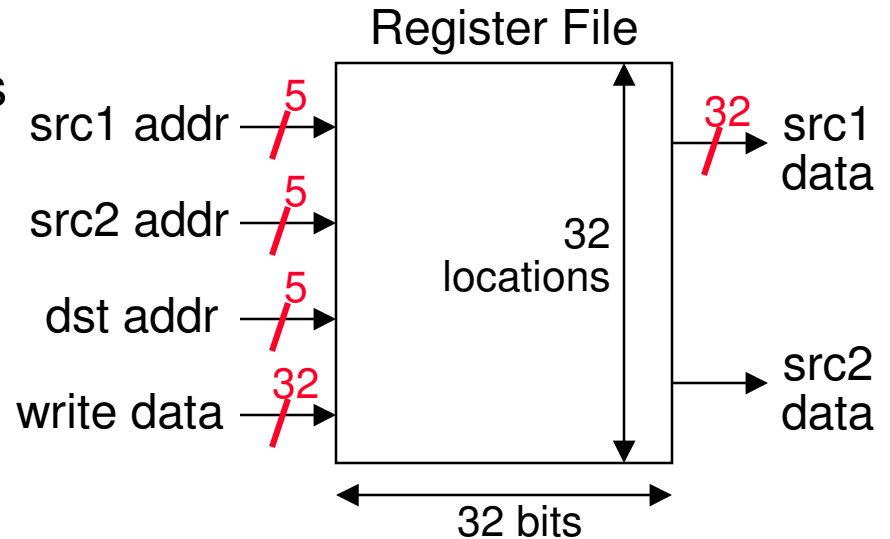 Register File
s
src1 addr
5
src2 addr
5
dst addr
5
write data
32
32
locations
32 bits
32
src1
data
src2
data